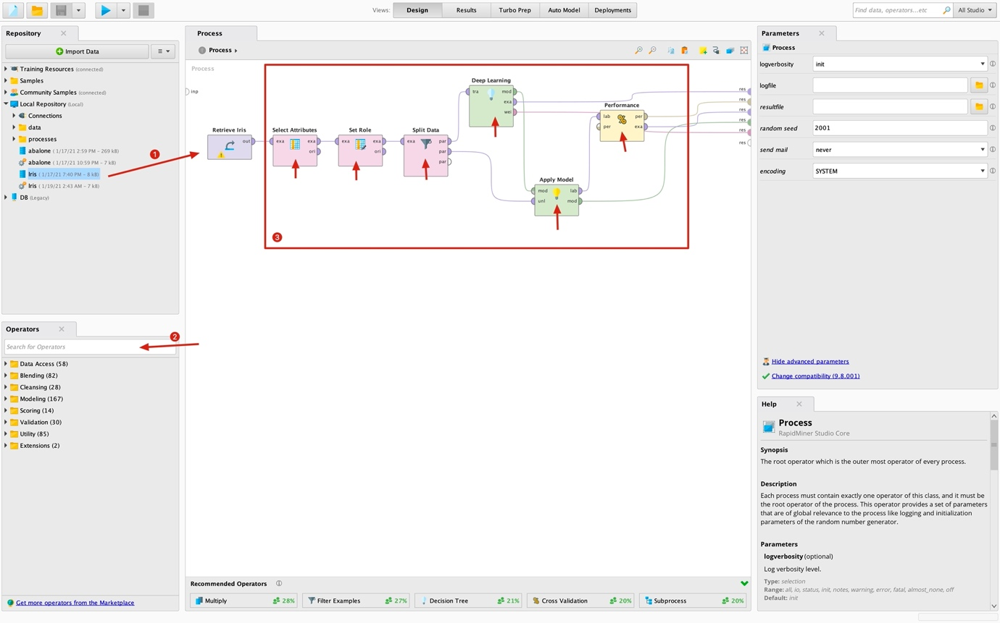 Views: Design Results Turbo Prep Auto Model Deployments
Find data, operators...etc
All Studio
Repository
Import Data
Training Resources (connected)
Samples
Community Samples (connected)
Local Repository (Local)
Connections
data
processes
abalone (1/17/21 2:59 PM – 269 kB)
abalone (1/17/21 10:59 PM – 7 kB)
Iris (1/17/21 7:40 PM – 8 kB)
Iris (1/19/21 2:43 AM – 7 kB)
DB (Legacy)
1
Operators
2
Search for Operators
Data Access (58)
Blending (82)
Cleansing (28)
Modeling (167)
Scoring (14)
Validation (30)
Utility (85)
Extensions (2)
Get more operators from the Marketplace
Process
Process
Process
inp
Retrieve Iris
out
Select Attributes
exa exa
ori
Set Role
exa exa
ori
Split Data
exa par
par
par
Deep Learning
tra mod
exa
wei
Performance
lab per
per exa
Apply Model
mod lab
unl mod
res
res
res
res
res
res
3
Recommended Operators
Multiply 28%
Filter Examples 27%
Decision Tree 21%
Cross Validation 20%
Subprocess 20%
Parameters
Process
logverbosity init
logfile
resultfile
random seed 2001
send mail never
encoding SYSTEM
Hide advanced parameters
Change compatibility (9.8.001)
Help
Process
RapidMiner Studio Core
Synopsis
The root operator which is the outer most operator of every process.
Description
Each process must contain exactly one operator of this class, and it must be
the root operator of the process. This operator provides a set of parameters
that are of global relevance to the process like logging and initialization
parameters of the random number generator.
Parameters
logverbosity (optional)
Log verbosity level.
Type: selection
Range: all, io, status, init, notes, warning, error, fatal, almost_none, off
Default: init